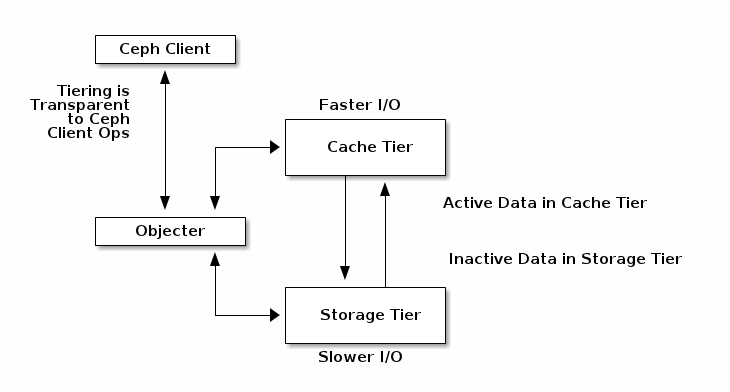 Ceph Client
Tiering is
Transparent
to Ceph
Client Ops
Faster I/O
Cache Tier
Active Data in Cache Tier
Objecter
Inactive Data in Storage Tier
Storage Tier
Slower I/O